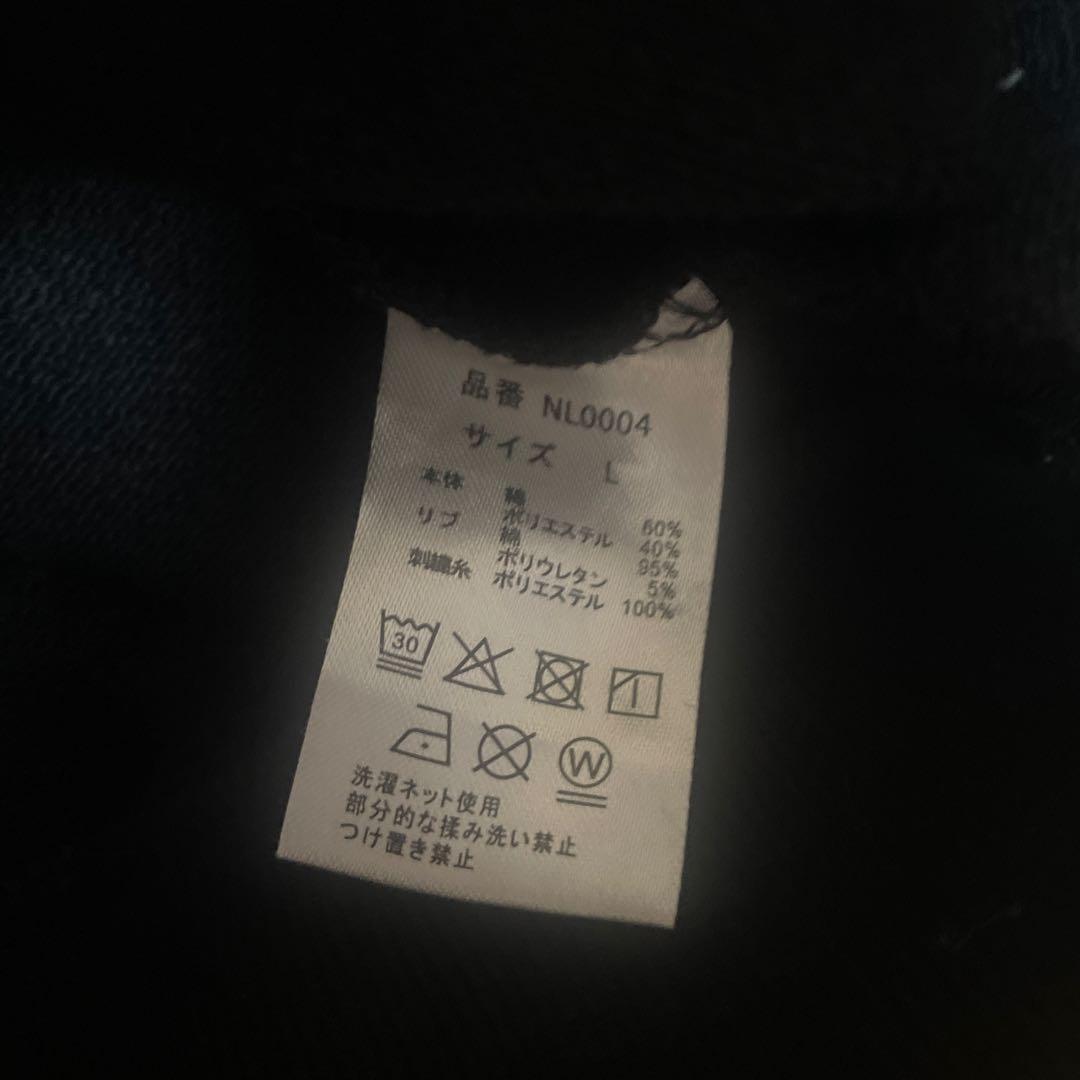 品番 NL0004
サイズ L
本体 綿 60%
ポリエステル 40%
リブ 綿 95%
ポリウレタン 5%
刺繍糸 ポリエステル 100%
30
W
洗濯ネット使用
部分的な揉み洗い禁止
つけ置き禁止